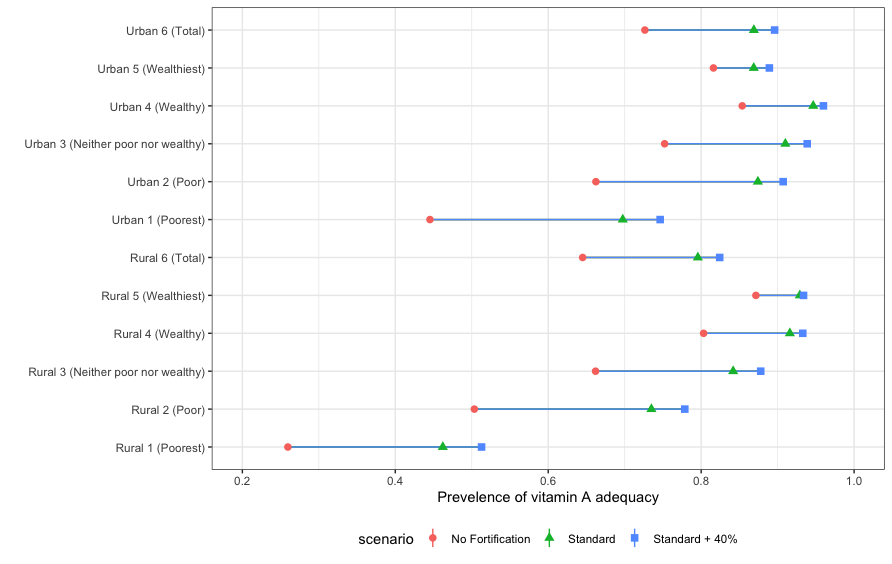 Urban 6 (Total)
Urban 5 (Wealthiest)
Urban 4 (Wealthy)
Urban 3 (Neither poor nor wealthy)
Urban 2 (Poor)
Urban 1 (Poorest)
Rural 6 (Total)
Rural 5 (Wealthiest)
Rural 4 (Wealthy)
Rural 3 (Neither poor nor wealthy)
Rural 2 (Poor)
Rural 1 (Poorest)
0.2 0.4 0.6 0.8 1.0
Prevelence of vitamin A adequacy
scenario No Fortification Standard Standard + 40%